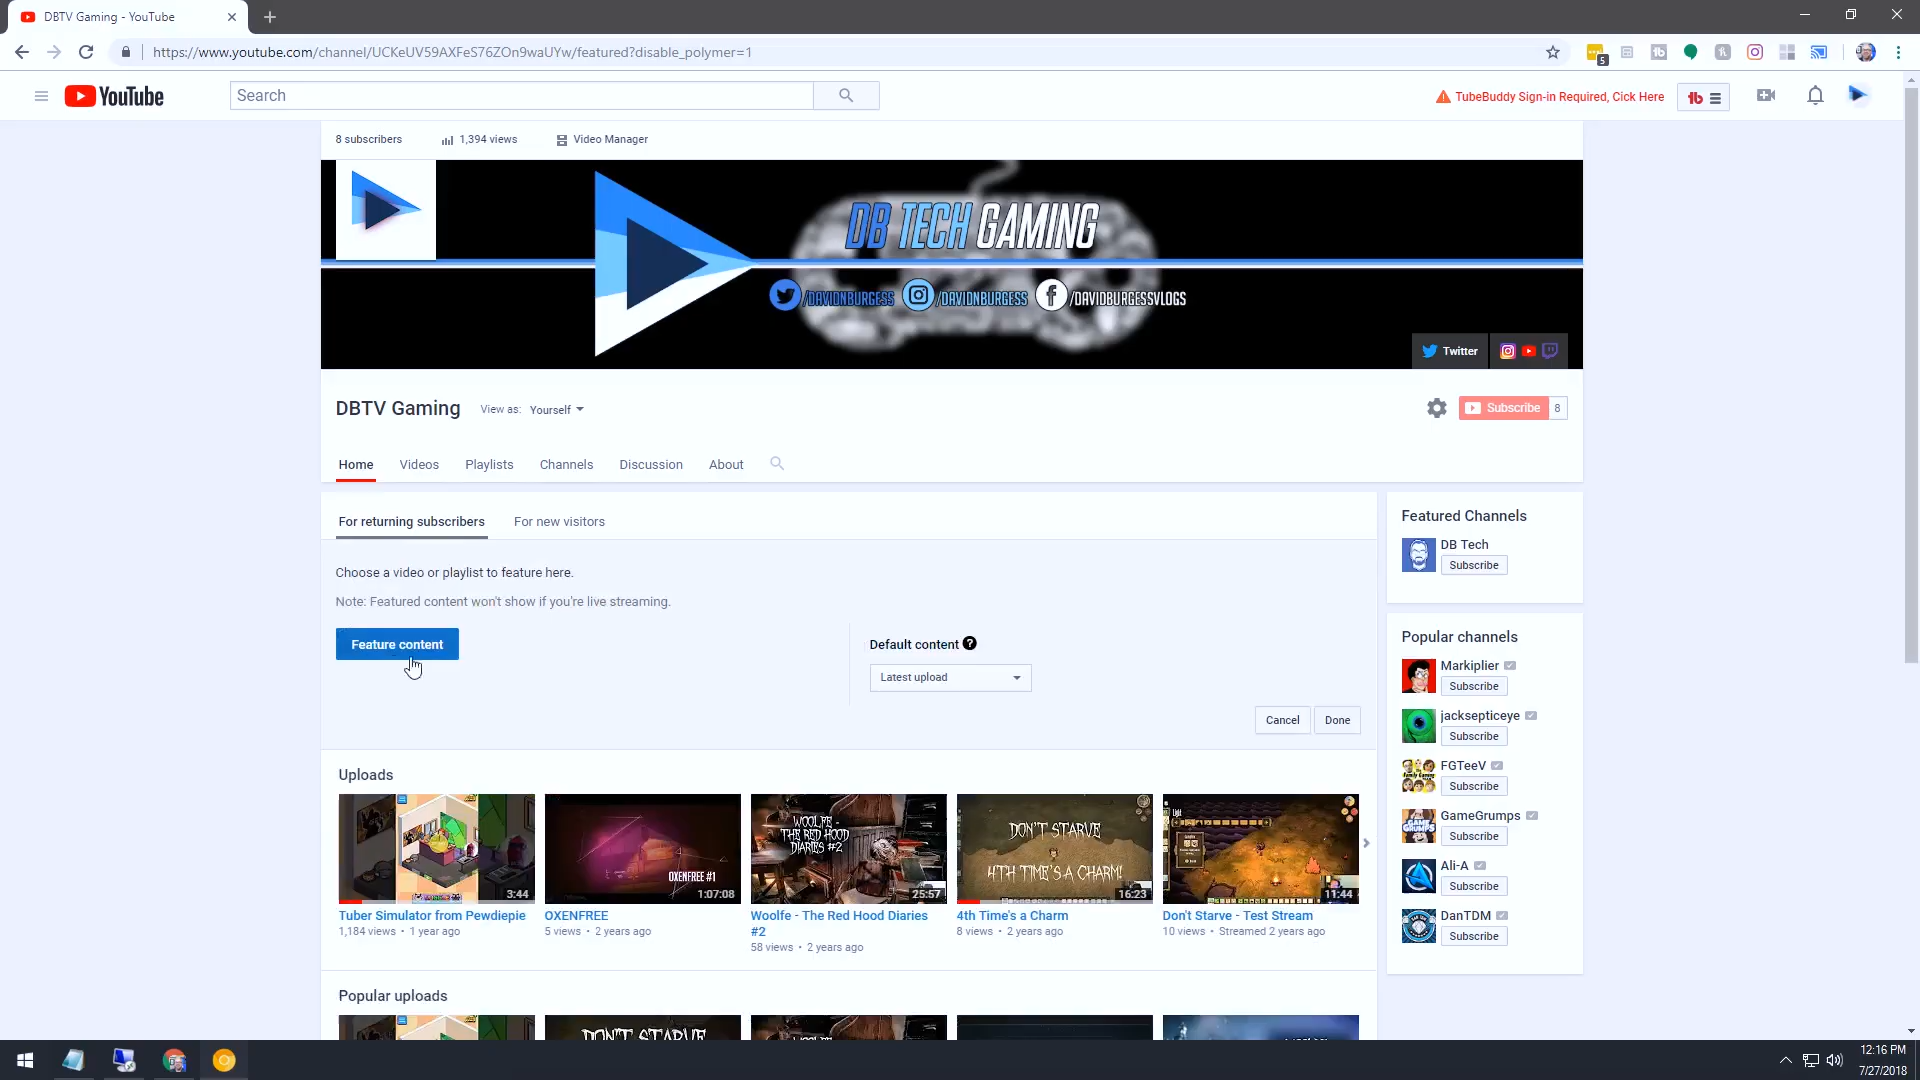 DBTV Gaming - YouTube
https://www.youtube.com/channel/UCKeUV59AXFeS76ZOn9waUYw/featured?disable_polymer=1
5
YouTube
Search
TubeBuddy Sign-in Required, Cick Here
8 subscribers
1,394 views
Video Manager
DB TECH GAMING
/DAVIDNBURGESS
/DAVIDNBURGESS
/DAVIDBURGESSVLOGS
Twitter
DBTV Gaming
View as: Yourself
Subscribe 8
Home
Videos
Playlists
Channels
Discussion
About
For returning subscribers
For new visitors
Choose a video or playlist to feature here.
Note: Featured content won't show if you're live streaming.
Feature content
Default content
Latest upload
Cancel
Done
Featured Channels
DB Tech
Subscribe
Popular channels
Markiplier
Subscribe
jacksepticeye
Subscribe
FGTeeV
Subscribe
GameGrumps
Subscribe
Ali-A
Subscribe
DanTDM
Subscribe
Uploads
3:44
Tuber Simulator from Pewdiepie
1,184 views • 1 year ago
OXENFREE #1
1:07:08
OXENFREE
5 views • 2 years ago
WOOLFE -
THE RED HOOD
DIARIES
#2
25:57
Woolfe - The Red Hood Diaries
#2
58 views • 2 years ago
DON'T STARVE
4TH TIME'S A CHARM!
16:23
4th Time's a Charm
8 views • 2 years ago
11:44
Don't Starve - Test Stream
10 views • Streamed 2 years ago
Popular uploads
DON'T STARVE
12:16 PM
7/27/2018